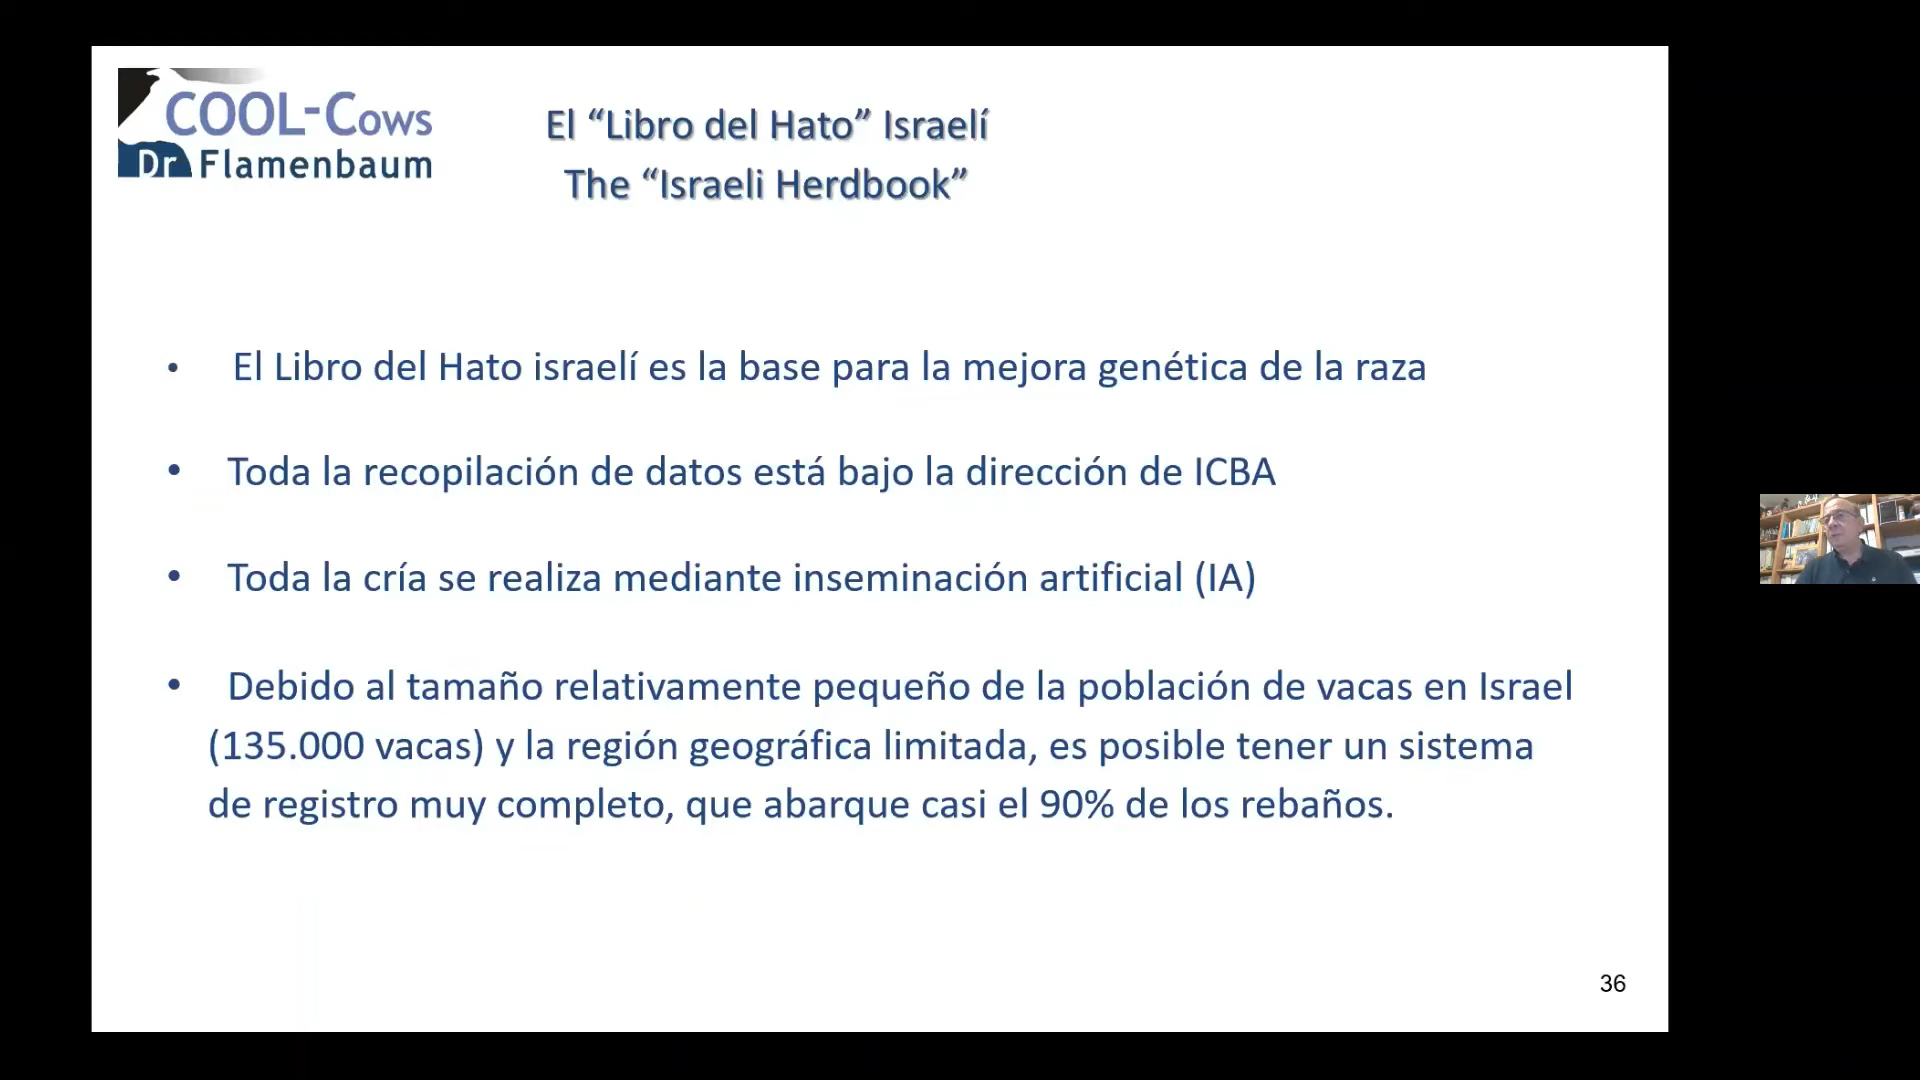 COOL-Cows
Dr Flamenbaum
El “Libro del Hato” Israelí
The “Israeli Herdbook”
• El Libro del Hato israelí es la base para la mejora genética de la raza
• Toda la recopilación de datos está bajo la dirección de ICBA
• Toda la cría se realiza mediante inseminación artificial (IA)
• Debido al tamaño relativamente pequeño de la población de vacas en Israel
(135.000 vacas) y la región geográfica limitada, es posible tener un sistema
de registro muy completo, que abarque casi el 90% de los rebaños.
36